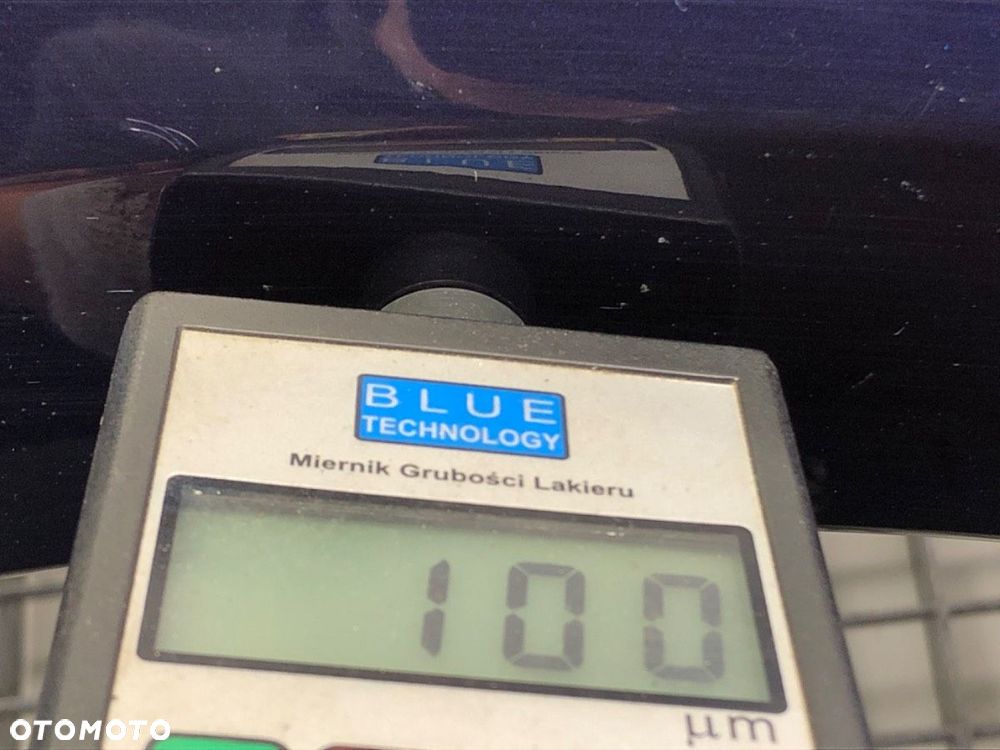 BLUE
TECHNOLOGY
Miernik Grubości Lakieru
100
µm
OTOMOTO